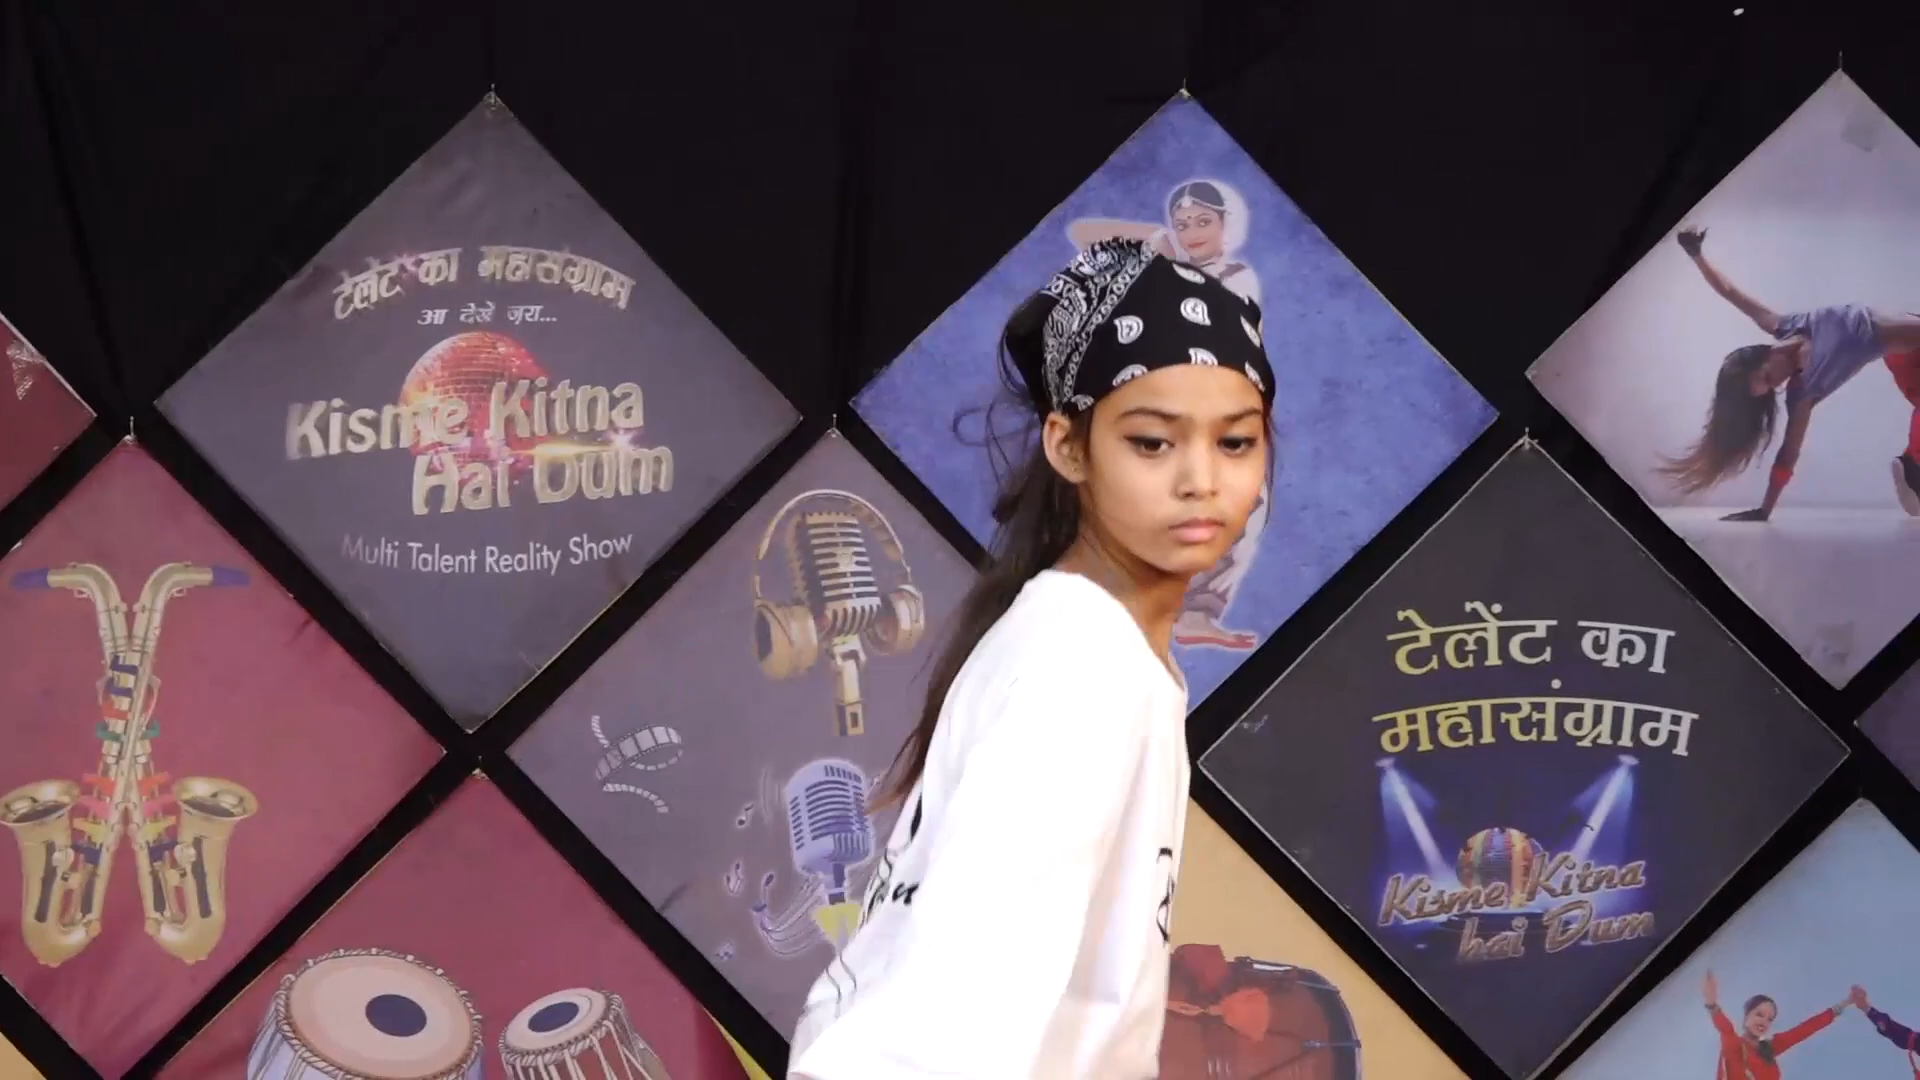 टेलेंट का महासंग्राम
आ देखें ज़रा...
Kisme Kitna
Hai Dum
Multi Talent Reality Show
टेलेंट का
महासंग्राम
Kisme Kitna
hai Dum